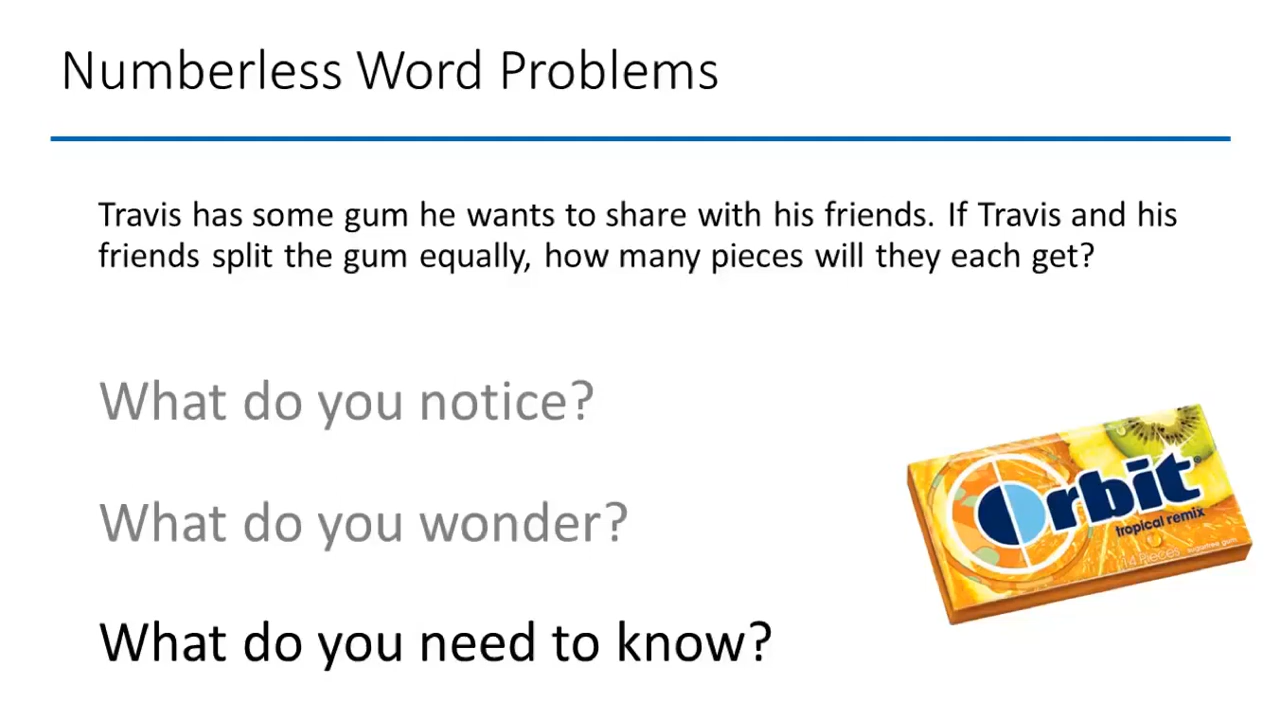 Numberless Word Problems
Travis has some gum he wants to share with his friends. If Travis and his
friends split the gum equally, how many pieces will they each get?
What do you notice?
What do you wonder?
Orbit®
tropical remix
14 Pieces sugarfree gum
What do you need to know?